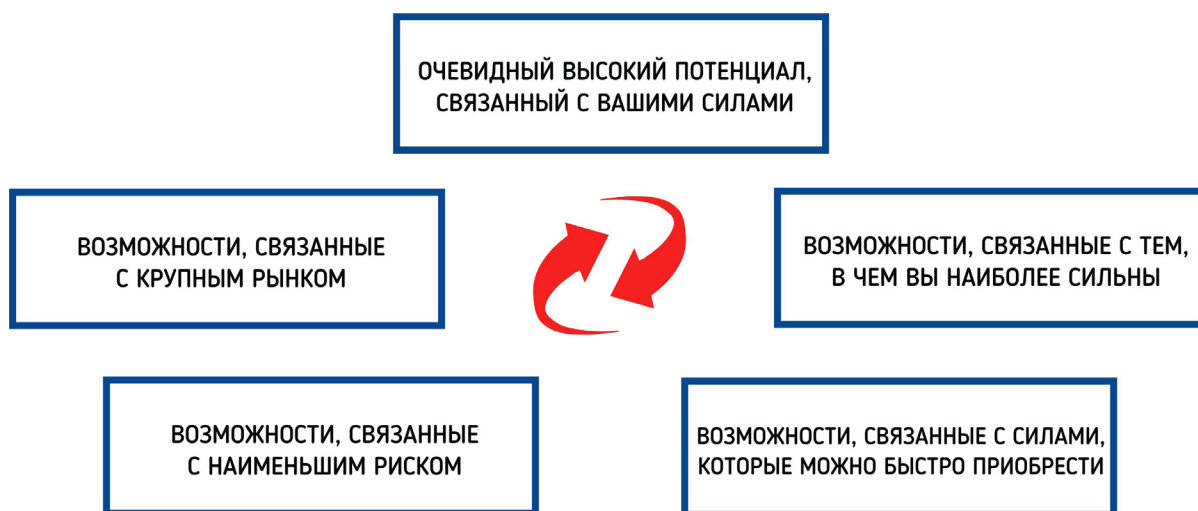 ОЧЕВИДНЫЙ ВЫСОКИЙ ПОТЕНЦИАЛ,
СВЯЗАННЫЙ С ВАШИМИ СИЛАМИ
ВОЗМОЖНОСТИ, СВЯЗАННЫЕ
С КРУПНЫМ РЫНКОМ
ВОЗМОЖНОСТИ, СВЯЗАННЫЕ С ТЕМ,
В ЧЕМ ВЫ НАИБОЛЕЕ СИЛЬНЫ
ВОЗМОЖНОСТИ, СВЯЗАННЫЕ
С НАИМЕНЬШИМ РИСКОМ
ВОЗМОЖНОСТИ, СВЯЗАННЫЕ С СИЛАМИ,
КОТОРЫЕ МОЖНО БЫСТРО ПРИОБРЕСТИ